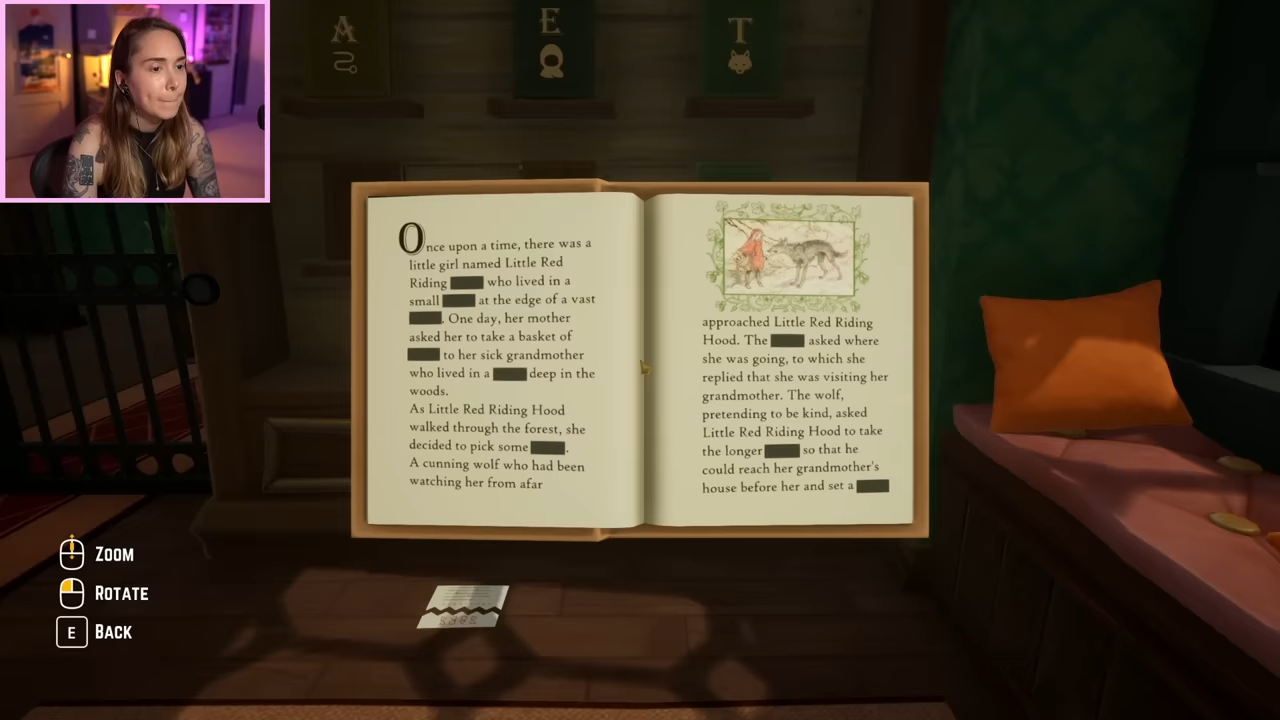 A
E
T
Once upon a time, there was a
little girl named Little Red
Riding who lived in a
small at the edge of a vast
. One day, her mother
asked her to take a basket of
to her sick grandmother
who lived in a deep in the
woods.
As Little Red Riding Hood
walked through the forest, she
decided to pick some .
A cunning wolf who had been
watching her from afar
approached Little Red Riding
Hood. The asked where
she was going, to which she
replied that she was visiting her
grandmother. The wolf,
pretending to be kind, asked
Little Red Riding Hood to take
the longer so that he
could reach her grandmother's
house before her and set a
ZOOM
ROTATE
E BACK